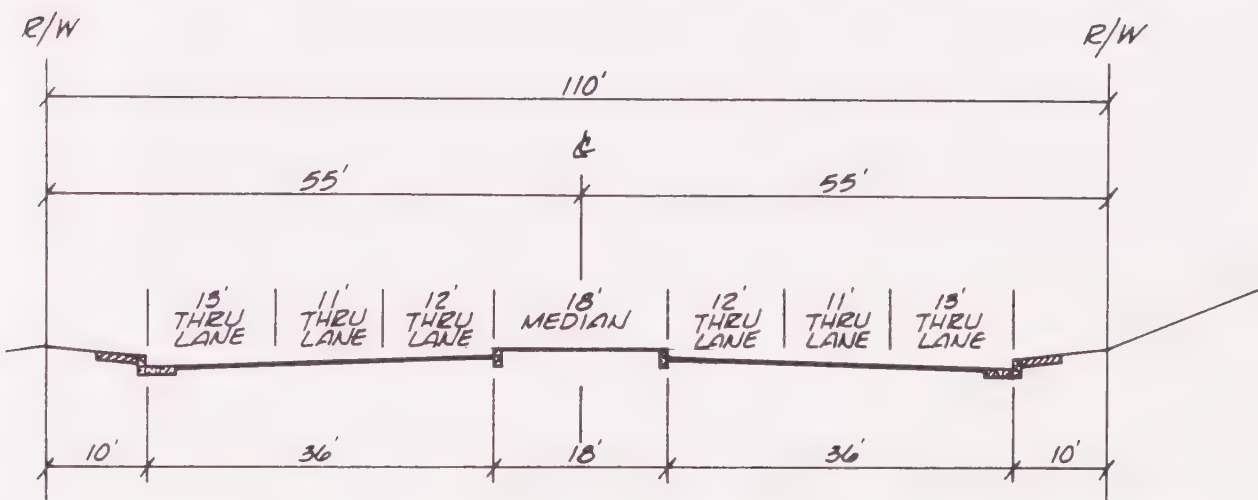 R/W
R/W
110'
℄
55'
55'
13'
THRU
LANE
11'
THRU
LANE
12'
THRU
LANE
18'
MEDIAN
12'
THRU
LANE
11'
THRU
LANE
13'
THRU
LANE
10'
36'
18'
36'
10'